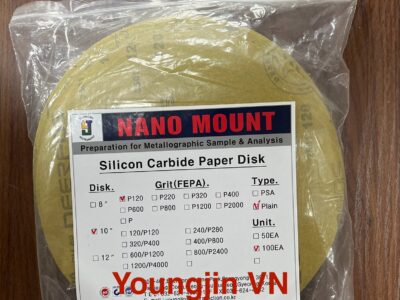 NANO MOUNT
Preparation for Metallographic Sample & Analysis
Silicon Carbide Paper Disk
Disk. Grit(FEPA). Type.
8" P120 P220 P320 P400 PSA
P600 P800 P1200 P2000 Plain
P
10" 120/P120 240/P280 Unit.
320/P400 400/P800 50EA
12" 600/P1200 800/P2400 100EA
1200/P4000
Youngjin VN